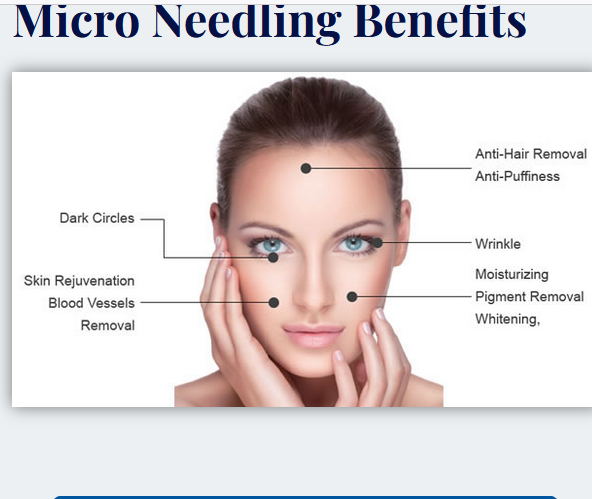 Micro Needling Benefits
Anti-Hair Removal
Anti-Puffiness
Dark Circles
Wrinkle
Skin Rejuvenation
Blood Vessels
Removal
Moisturizing
Pigment Removal
Whitening,